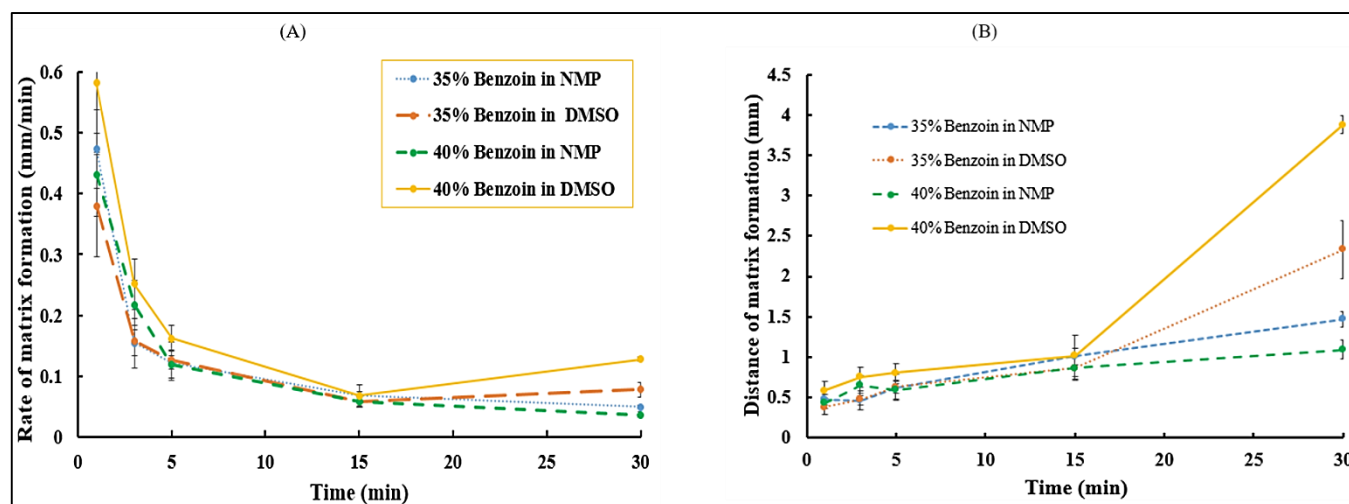 (A)
Rate of matrix formation (mm/min)
0.6
0.5
0.4
0.3
0.2
0.1
0
35% Benzoin in NMP
35% Benzoin in DMSO
40% Benzoin in NMP
40% Benzoin in DMSO
0 5 10 15 20 25 30
Time (min)
(B)
Distance of matrix formation (mm)
4.5
4
3.5
3
2.5
2
1.5
1
0.5
0
35% Benzoin in NMP
35% Benzoin in DMSO
40% Benzoin in NMP
40% Benzoin in DMSO
0 5 10 15 20 25 30
Time (min)